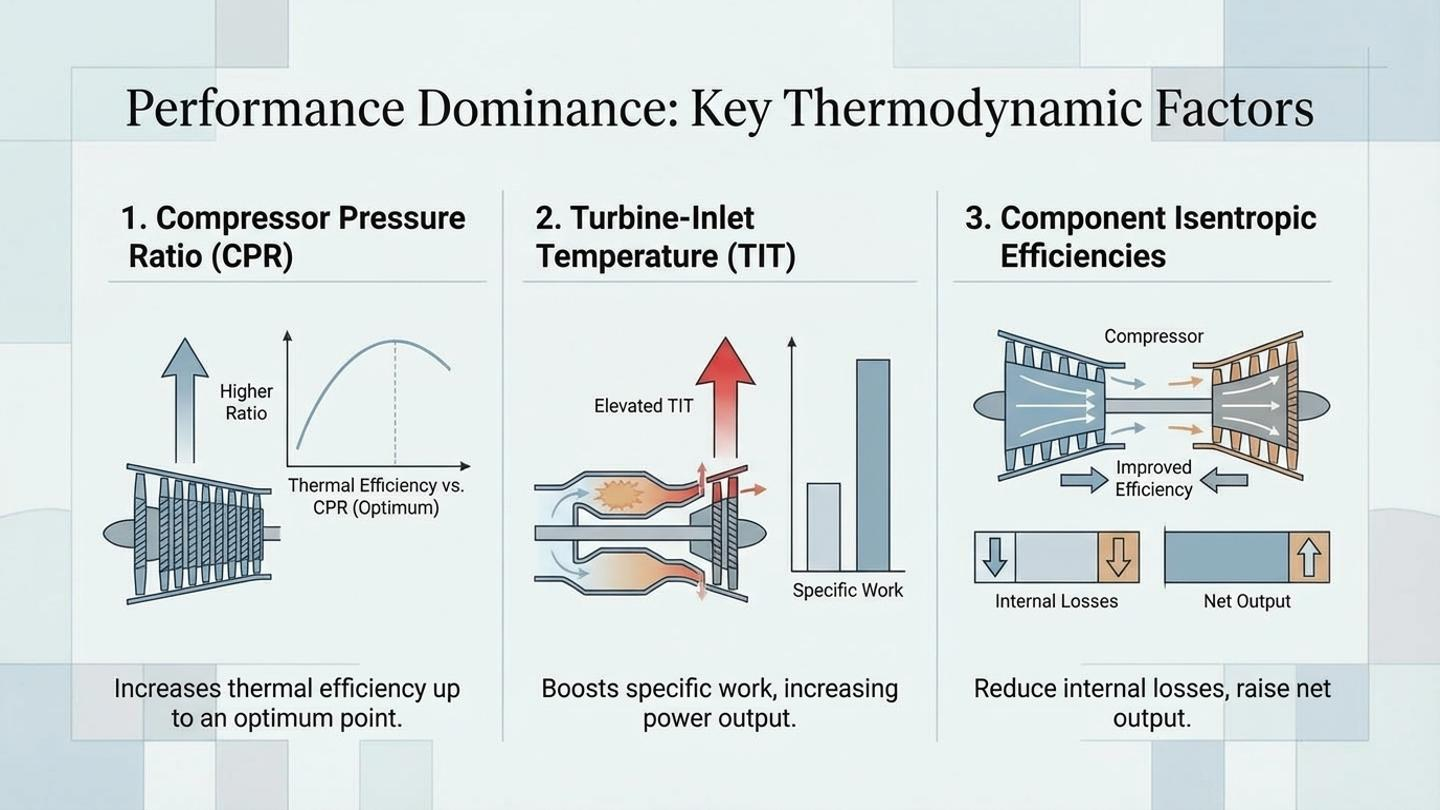 Performance Dominance: Key Thermodynamic Factors
1. Compressor Pressure
Ratio (CPR)
Higher
Ratio
Thermal Efficiency vs.
CPR (Optimum)
Increases thermal efficiency up
to an optimum point.
2. Turbine-Inlet
Temperature (TIT)
Elevated TIT
Specific Work
Boosts specific work, increasing
power output.
3. Component Isentropic
Efficiencies
Compressor
Improved
Efficiency
Internal Losses
Net Output
Reduce internal losses, raise net
output.